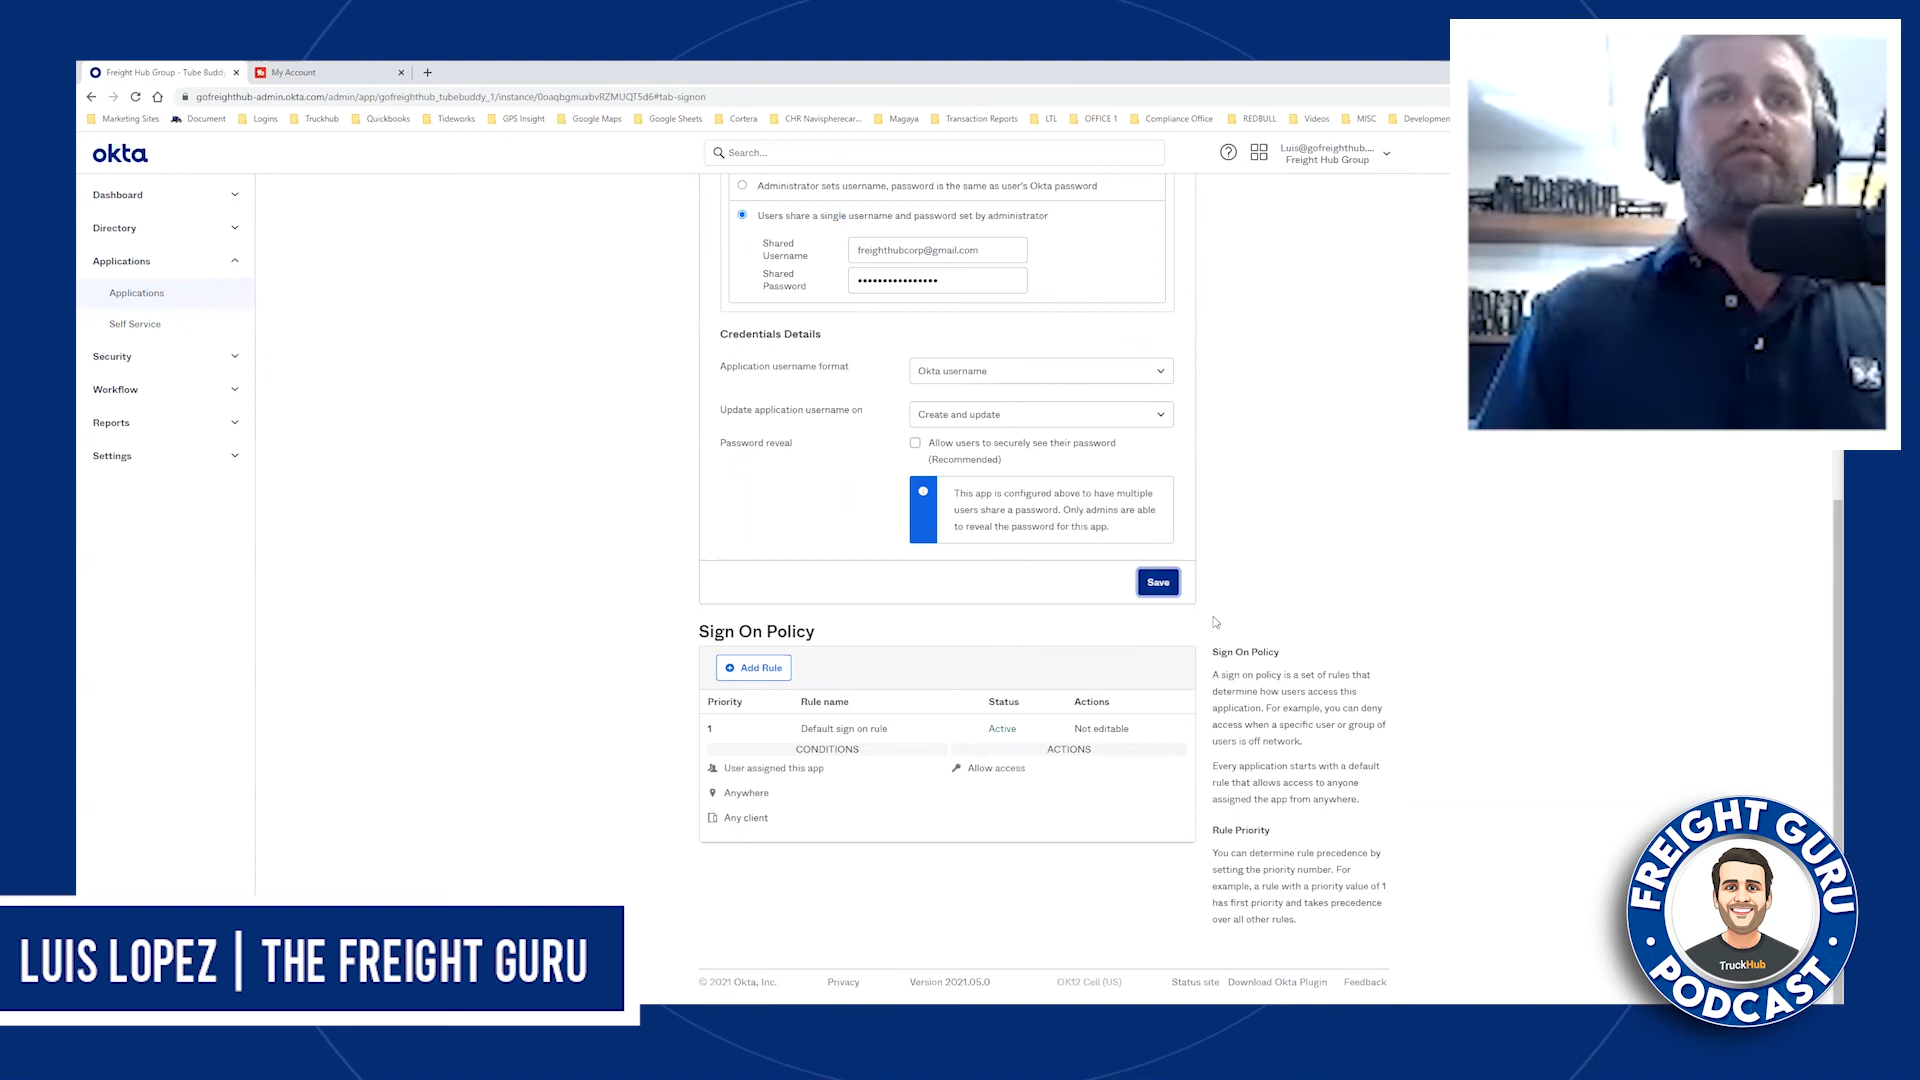 Freight Hub Group - Tube Buddy
My Account
gofreighthub-admin.okta.com/admin/app/gofreighthub_tubebuddy_1/instance/0oaqbgmuxbvRZMUQT5d6#tab-signon
Marketing Sites Document Logins Truckhub Quickbooks Tideworks GPS Insight Google Maps Google Sheets Cortera CHR Navispherecar... Magaya Transaction Reports LTL OFFICE 1 Compliance Office REDBULL Videos MISC Developmen
okta
Search...
Luis@gofreighthub....
Freight Hub Group
Dashboard
Directory
Applications
Applications
Self Service
Security
Workflow
Reports
Settings
Administrator sets username, password is the same as user's Okta password
Users share a single username and password set by administrator
Shared
Username
freighthubcorp@gmail.com
Shared
Password
••••••••••••••••
Credentials Details
Application username format
Okta username
Update application username on
Create and update
Password reveal
Allow users to securely see their password
(Recommended)
This app is configured above to have multiple
users share a password. Only admins are able
to reveal the password for this app.
Save
Sign On Policy
Add Rule
Priority Rule name Status Actions
1 Default sign on rule Active Not editable
CONDITIONS ACTIONS
User assigned this app Allow access
Anywhere
Any client
Sign On Policy
A sign on policy is a set of rules that
determine how users access this
application. For example, you can deny
access when a specific user or group of
users is off network.
Every application starts with a default
rule that allows access to anyone
assigned the app from anywhere.
Rule Priority
You can determine rule precedence by
setting the priority number. For
example, a rule with a priority value of 1
has first priority and takes precedence
over all other rules.
© 2021 Okta, Inc. Privacy Version 2021.05.0 OK12 Cell (US) Status site Download Okta Plugin Feedback
LUIS LOPEZ | THE FREIGHT GURU
FREIGHT GURU
TruckHub
PODCAST